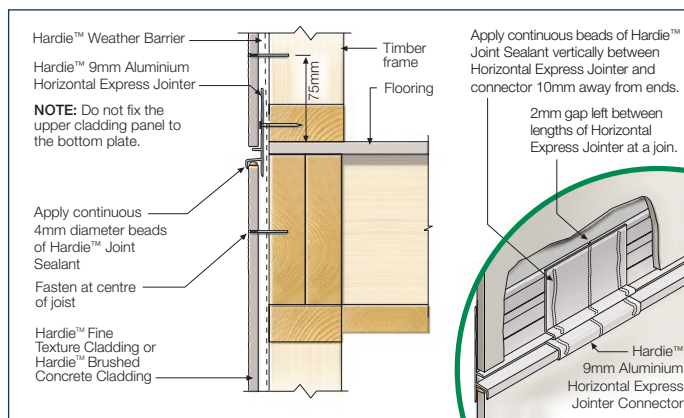 Hardie™ Weather Barrier
Hardie™ 9mm Aluminium
Horizontal Express Jointer
NOTE: Do not fix the
upper cladding panel to
the bottom plate.
Apply continuous
4mm diameter beads
of Hardie™ Joint
Sealant
Fasten at centre
of joist
Hardie™ Fine
Texture Cladding or
Hardie™ Brushed
Concrete Cladding
75mm
Timber
frame
Flooring
Apply continuous beads of Hardie™
Joint Sealant vertically between
Horizontal Express Jointer and
connector 10mm away from ends.
2mm gap left between
lengths of Horizontal
Express Jointer at a join.
Hardie™
9mm Aluminium
Horizontal Express
Jointer Connector